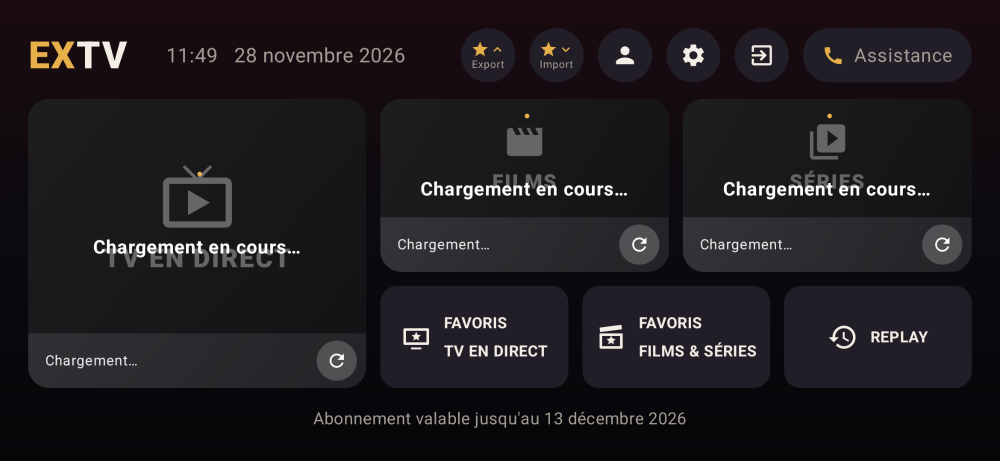 EXTV
11:49 28 novembre 2026
Export
Import
Assistance
TV EN DIRECT
Chargement en cours...
Chargement...
FILMS
Chargement en cours...
Chargement...
SÉRIES
Chargement en cours...
Chargement...
FAVORIS
TV EN DIRECT
FAVORIS
FILMS & SÉRIES
REPLAY
Abonnement valable jusqu'au 13 décembre 2026